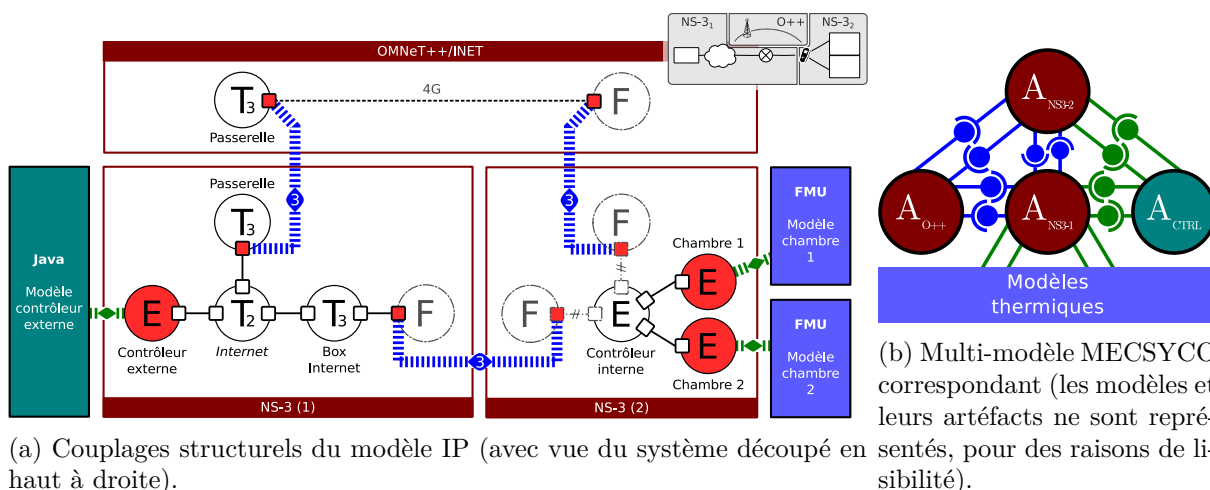 NS-3₁
O++
NS-3₂
OMNeT++/INET
T₃
Passerelle
4G
F
3
3
Java
Modèle
contrôleur
externe
Passerelle
T₃
E
Contrôleur
externe
T₂
Internet
T₃
Box
Internet
F
3
NS-3 (1)
F
F
E
Contrôleur
interne
Chambre 1
E
E
Chambre 2
NS-3 (2)
FMU
Modèle
chambre
1
FMU
Modèle
chambre
2
(a) Couplages structurels du modèle IP (avec vue du système découpé en
haut à droite).
A NS3-2
A O++
A NS3-1
A CTRL
Modèles
thermiques
(b) Multi-modèle MECSYCO
correspondant (les modèles et
leurs artéfacts ne sont repré-
sentés, pour des raisons de li-
sibilité).